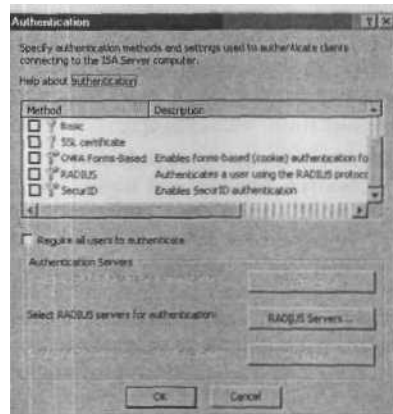 Authentication
Specify authentication methods and settings used to authenticate clients
connecting to the ISA Server computer.
Help about authentication
Method Description
Basic
SSL certificate
OWA Forms-Based Enables forms-based (cookie) authentication fo
RADIUS Authenticates a user using the RADIUS protoc
SecurID Enables SecurID authentication
Require all users to authenticate
Authentication Servers
Select RADIUS servers for authentication:
RADIUS Servers...
OK Cancel